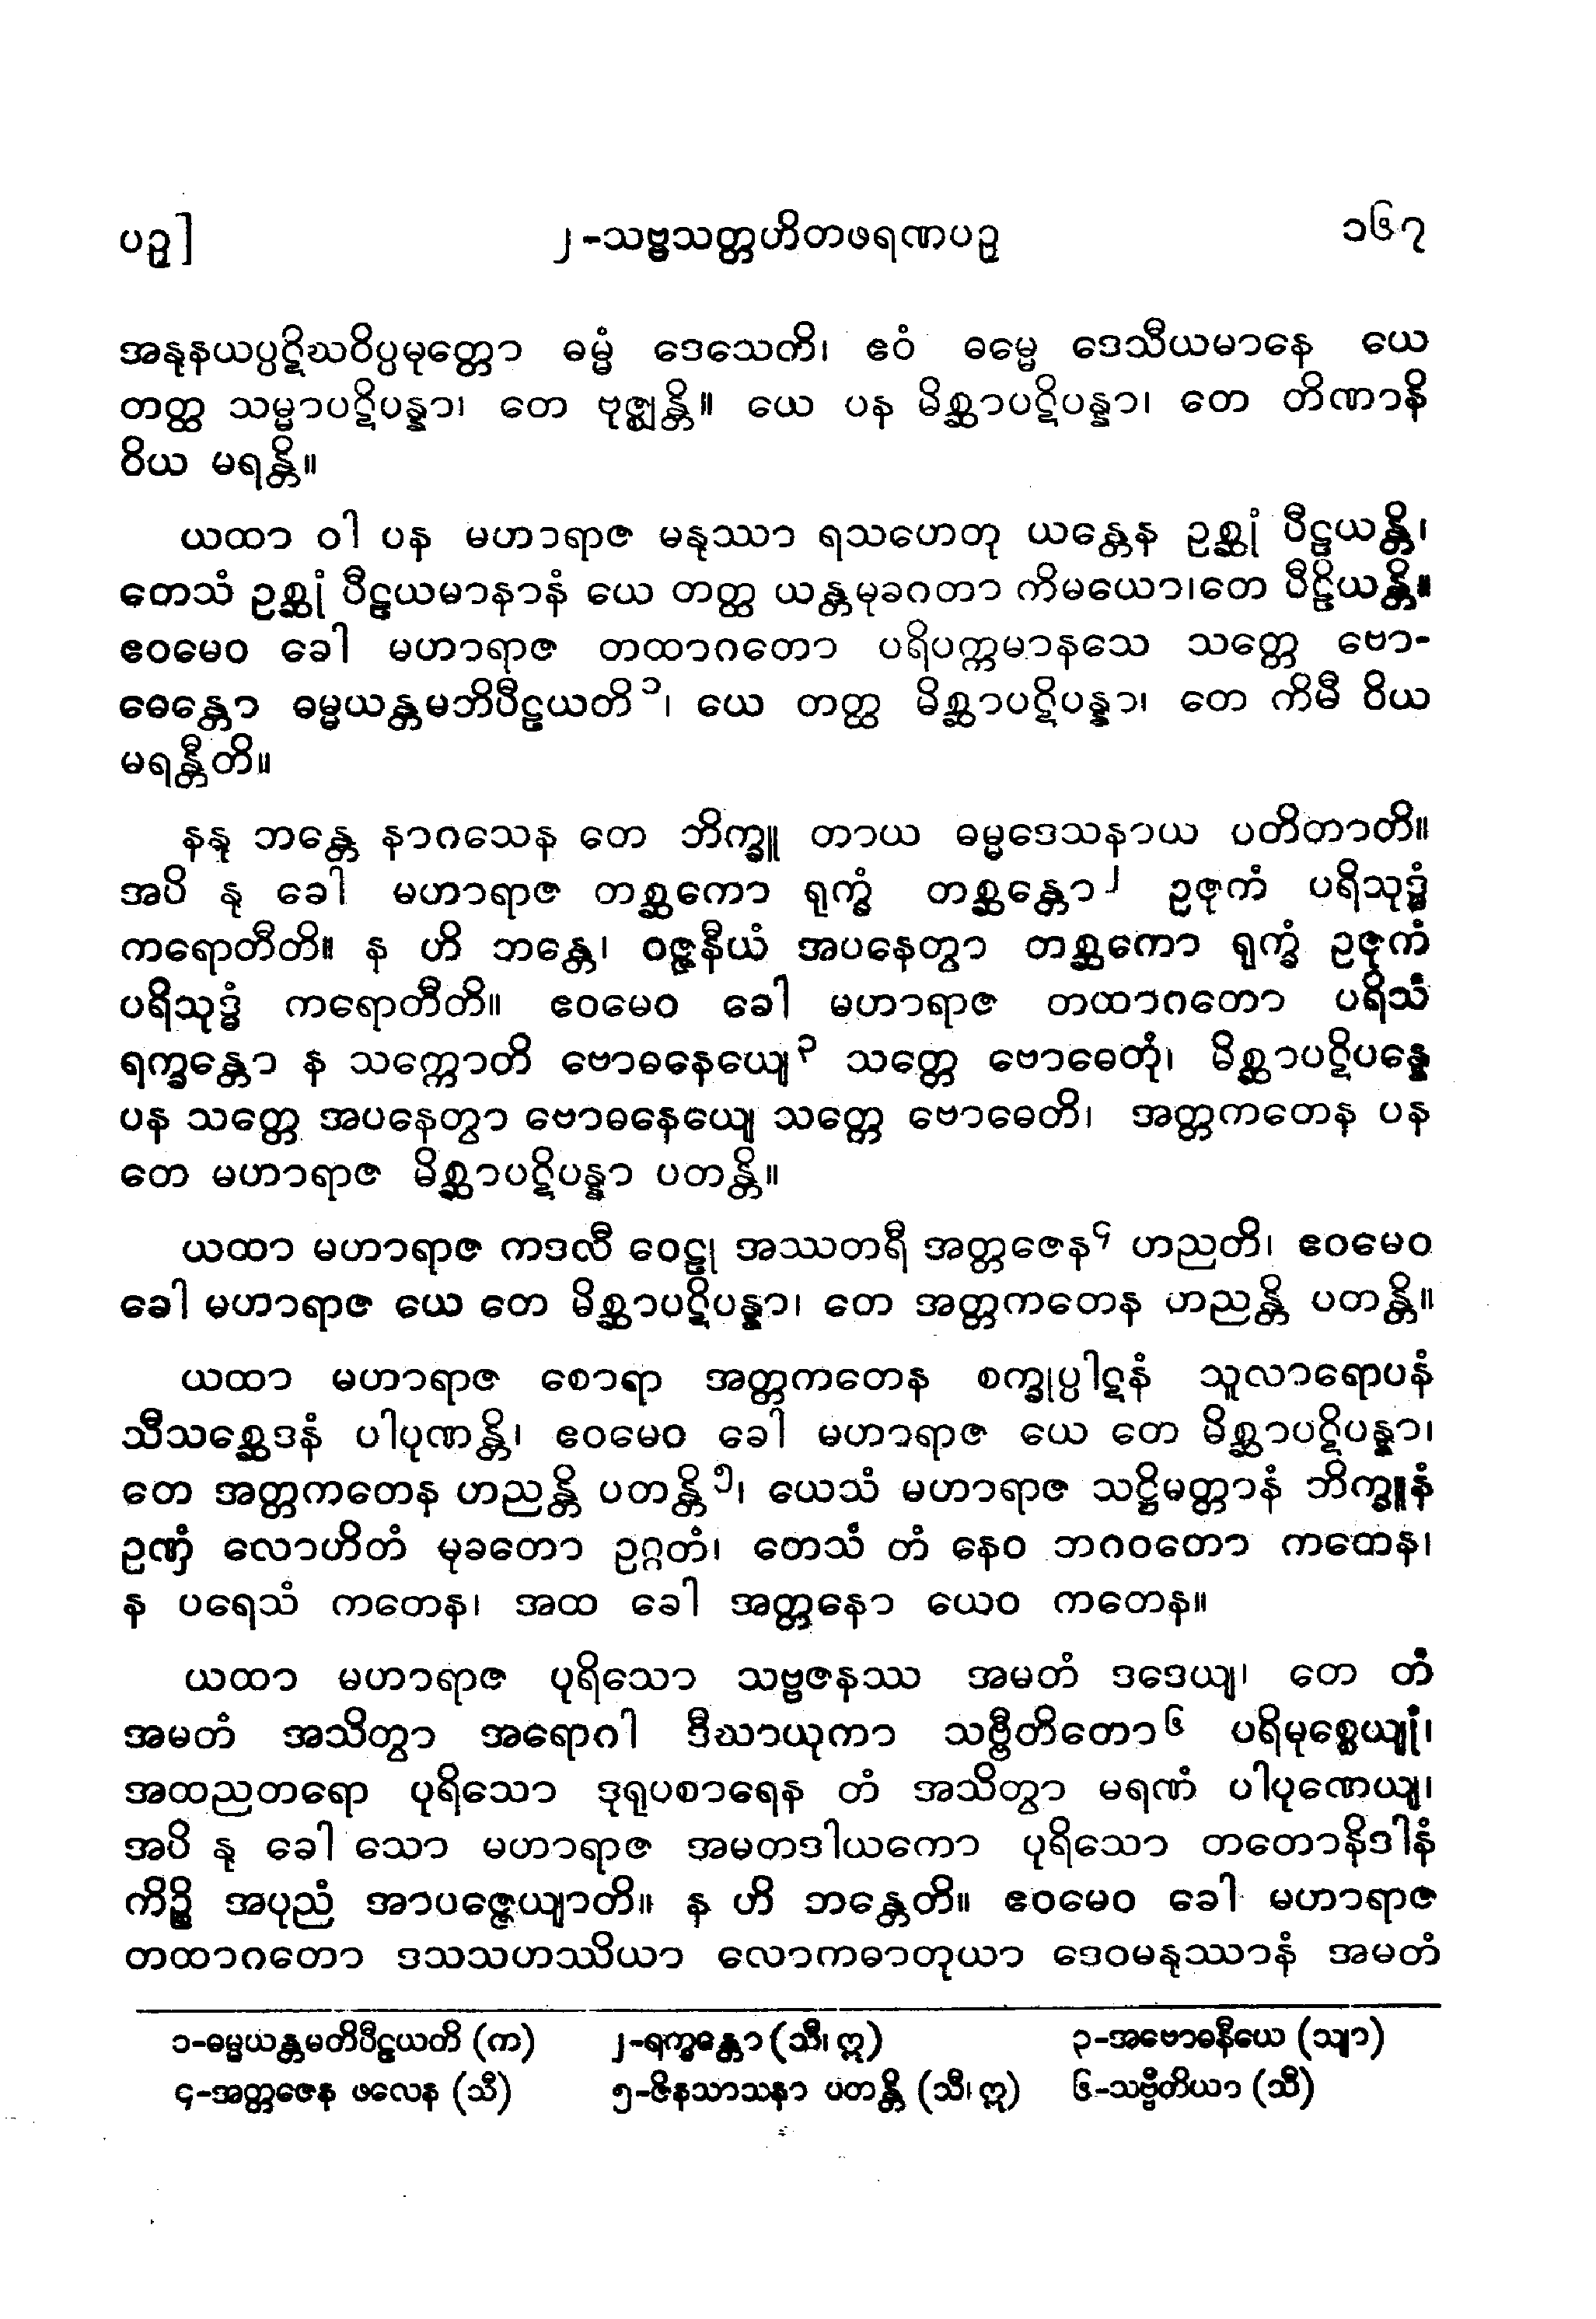 ပဥှ]
၂-သဗ္ဗသတ္တဟိတဖရဏပဥှ
၁၆၇
အနုနယပ္ပဋိဃဝိပ္ပမုတ္တော ဓမ္မံ ဒေသေတိ၊ ဧဝံ ဓမ္မေ ဒေသီယမာနေ ယေ
တတ္ထ သမ္မာပဋိပန္နာ၊ တေ ဗုဇ္ဈန္တိ။ ယေ ပန မိစ္ဆာပဋိပန္နာ၊ တေ တိဏာနိ
ဝိယ မရန္တိ။
ယထာ ဝါ ပန မဟာရာဇ မနုဿာ ရသဟေတု ယန္တေန ဥစ္ဆုံ ပီဠယန္တိ၊
တေသံ ဥစ္ဆုံ ပီဠယမာနာနံ ယေ တတ္ထ ယန္တမုခဂတာ ကိမယော၊တေ ပီဠိယန္တိ။
ဧဝမေဝ ခေါ မဟာရာဇ တထာဂတော ပရိပက္ကမာနသေ သတ္တေ ဗော-
ဓေန္တော ဓမ္မယန္တမဘိပီဠယတိ၁၊ ယေ တတ္ထ မိစ္ဆာပဋိပန္နာ၊ တေ ကိမီ ဝိယ
မရန္တီတိ။
နနု ဘန္တေ နာဂသေန တေ ဘိက္ခူ တာယ ဓမ္မဒေသနာယ ပတိတာတိ။
အပိ နု ခေါ မဟာရာဇ တစ္ဆကော ရုက္ခံ တစ္ဆန္တော၂ ဥဇုကံ ပရိသုဒ္ဓံ
ကရောတီတိ။ န ဟိ ဘန္တေ၊ ဝဇ္ဇနီယံ အပနေတွာ တစ္ဆကော ရုက္ခံ ဥဇုကံ
ပရိသုဒ္ဓံ ကရောတီတိ။ ဧဝမေဝ ခေါ မဟာရာဇ တထာဂတော ပရိသံ
ရက္ခန္တော န သက္ကောတိ ဗောဓနေယျေ၃ သတ္တေ ဗောဓေတုံ၊ မိစ္ဆာပဋိပန္နေ
ပန သတ္တေ အပနေတွာ ဗောဓနေယျေ သတ္တေ ဗောဓေတိ၊ အတ္တကတေန ပန
တေ မဟာရာဇ မိစ္ဆာပဋိပန္နာ ပတန္တိ။
ယထာ မဟာရာဇ ကဒလီ ဝေဠု အဿတရီ အတ္တဇေန၄ ဟညတိ၊ ဧဝမေဝ
ခေါ မဟာရာဇ ယေ တေ မိစ္ဆာပဋိပန္နာ၊ တေ အတ္တကတေန ဟညန္တိ ပတန္တိ။
ယထာ မဟာရာဇ စောရာ အတ္တကတေန စက္ခုပ္ပါဋနံ သူလာရောပနံ
သီသစ္ဆေဒနံ ပါပုဏန္တိ၊ ဧဝမေဝ ခေါ မဟာရာဇ ယေ တေ မိစ္ဆာပဋိပန္နာ၊
တေ အတ္တကတေန ဟညန္တိ ပတန္တိ၅၊ ယေသံ မဟာရာဇ သဋ္ဌိမတ္တာနံ ဘိက္ခူနံ
ဥဏှံ လောဟိတံ မုခတော ဥဂ္ဂတံ၊ တေသံ တံ နေဝ ဘဂဝတော ကတေန၊
န ပရေသံ ကတေန၊ အထ ခေါ အတ္တနော ယေဝ ကတေန။
ယထာ မဟာရာဇ ပုရိသော သဗ္ဗဇနဿ အမတံ ဒဒေယျ၊ တေ တံ
အမတံ အသိတွာ အရောဂါ ဒီဃာယုကာ သဗ္ဗီတိတော၆ ပရိမုစ္စေယျုံ၊
အထညတရော ပုရိသော ဒုရုပစာရေန တံ အသိတွာ မရဏံ ပါပုဏေယျ၊
အပိ နု ခေါ သော မဟာရာဇ အမတဒါယကော ပုရိသော တတောနိဒါနံ
ကိဉ္စိ အပုညံ အာပဇ္ဇေယျာတိ။ န ဟိ ဘန္တေတိ။ ဧဝမေဝ ခေါ မဟာရာဇ
တထာဂတော ဒသသဟဿိယာ လောကဓာတုယာ ဒေဝမနုဿာနံ အမတံ
၁-ဓမ္မယန္တမတိပီဠယတိ (က) ၂-ရက္ခန္တော (သီ၊ ဣ) ၃-အဗောဓနီယေ (သျာ)
၄-အတ္တဇေန ဖလေန (သီ) ၅-ဇိနသာသနာ ပတန္တိ (သီ၊ ဣ) ၆-သဗ္ဗီတိယာ (သီ)